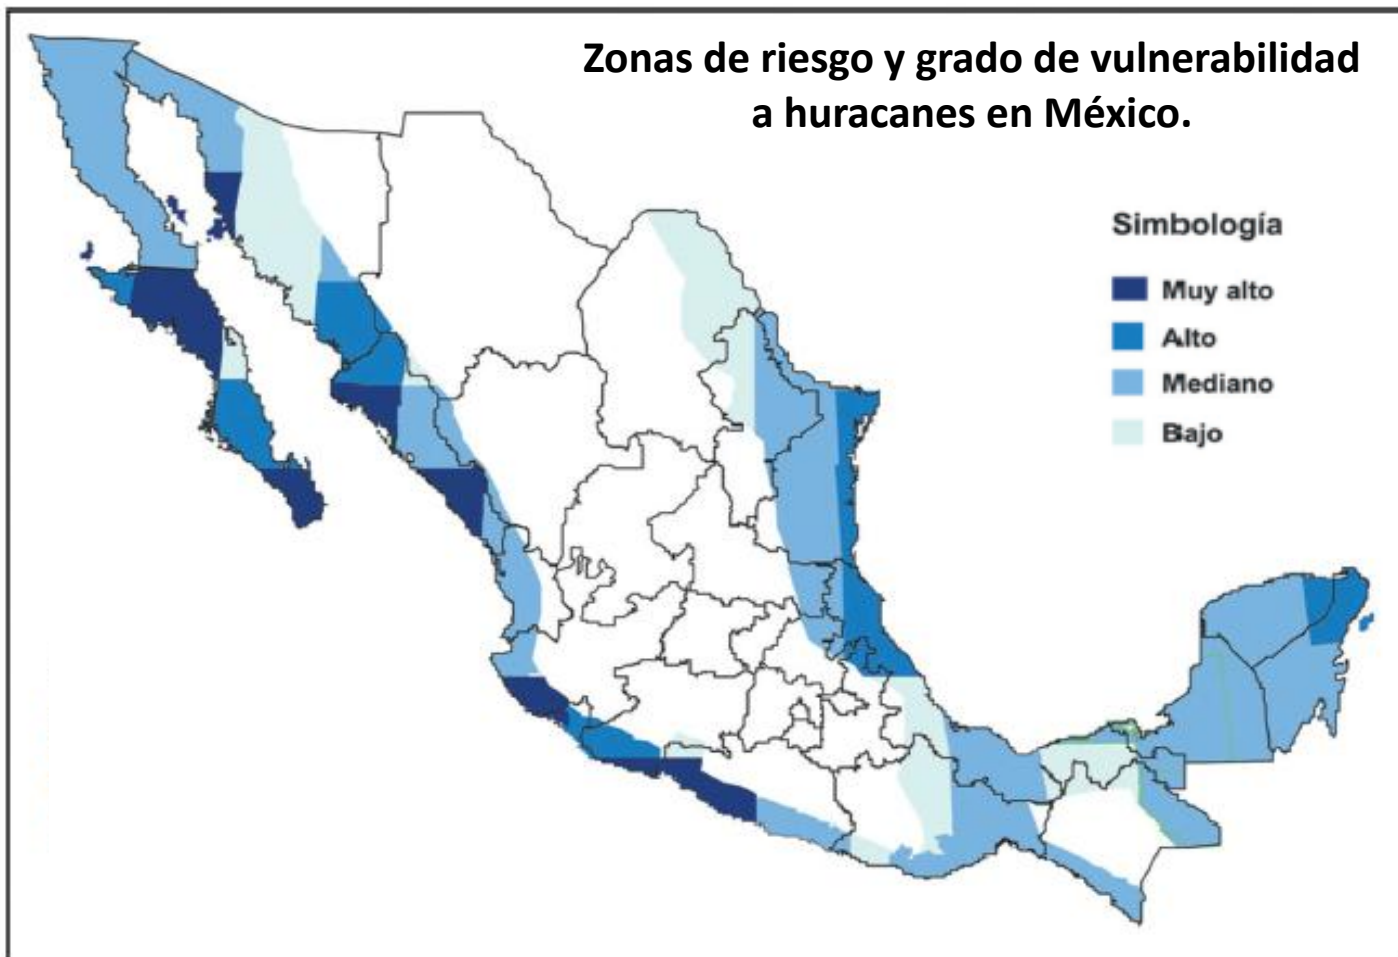 Zonas de riesgo y grado de vulnerabilidad
a huracanes en México.
Simbología
Muy alto
Alto
Mediano
Bajo